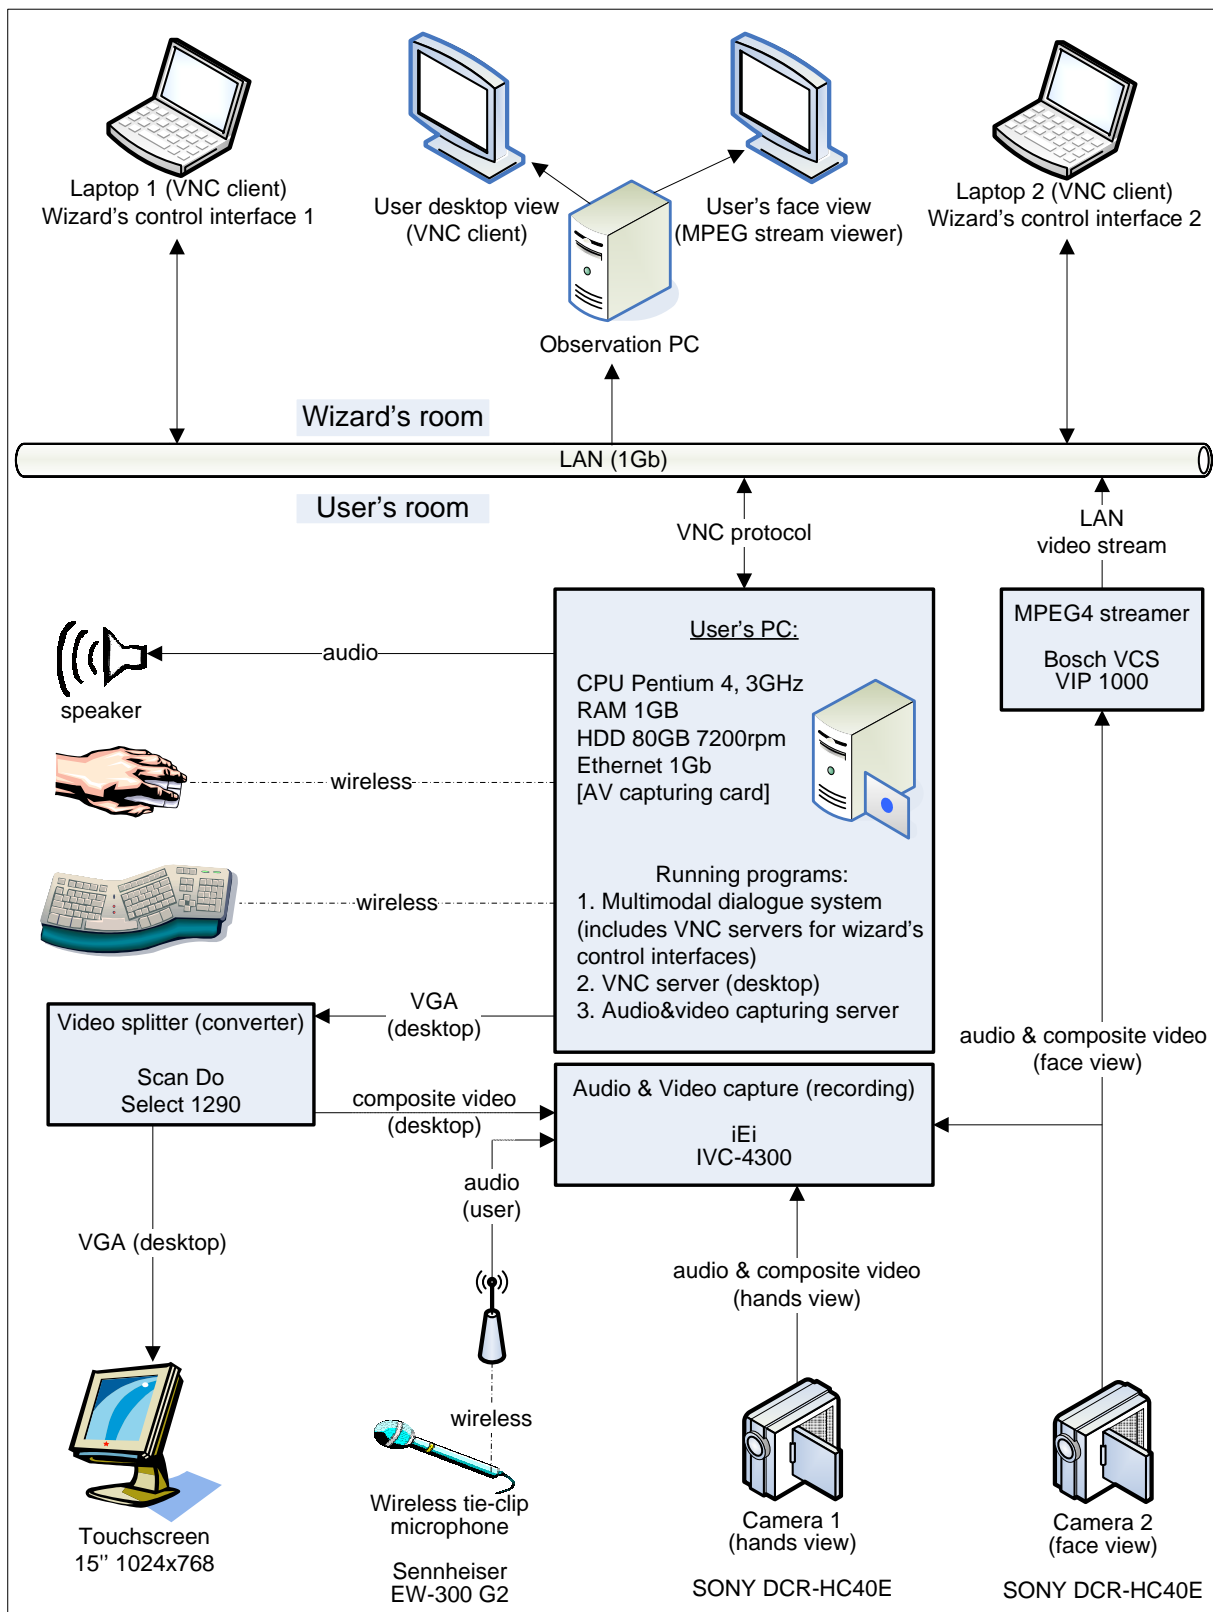 Laptop 1 (VNC client)
Wizard's control interface 1
User desktop view
(VNC client)
User's face view
(MPEG stream viewer)
Laptop 2 (VNC client)
Wizard's control interface 2
Observation PC
Wizard's room
LAN (1Gb)
User's room
VNC protocol
LAN
video stream
User's PC:
CPU Pentium 4, 3GHz
RAM 1GB
HDD 80GB 7200rpm
Ethernet 1Gb
[AV capturing card]
Running programs:
1. Multimodal dialogue system
(includes VNC servers for wizard's
control interfaces)
2. VNC server (desktop)
3. Audio&video capturing server
MPEG4 streamer
Bosch VCS
VIP 1000
audio
speaker
wireless
wireless
VGA
(desktop)
Video splitter (converter)
Scan Do
Select 1290
composite video
(desktop)
Audio & Video capture (recording)
iEi
IVC-4300
audio & composite video
(face view)
audio
(user)
VGA (desktop)
audio & composite video
(hands view)
wireless
Touchscreen
15'' 1024x768
Wireless tie-clip
microphone
Sennheiser
EW-300 G2
Camera 1
(hands view)
SONY DCR-HC40E
Camera 2
(face view)
SONY DCR-HC40E